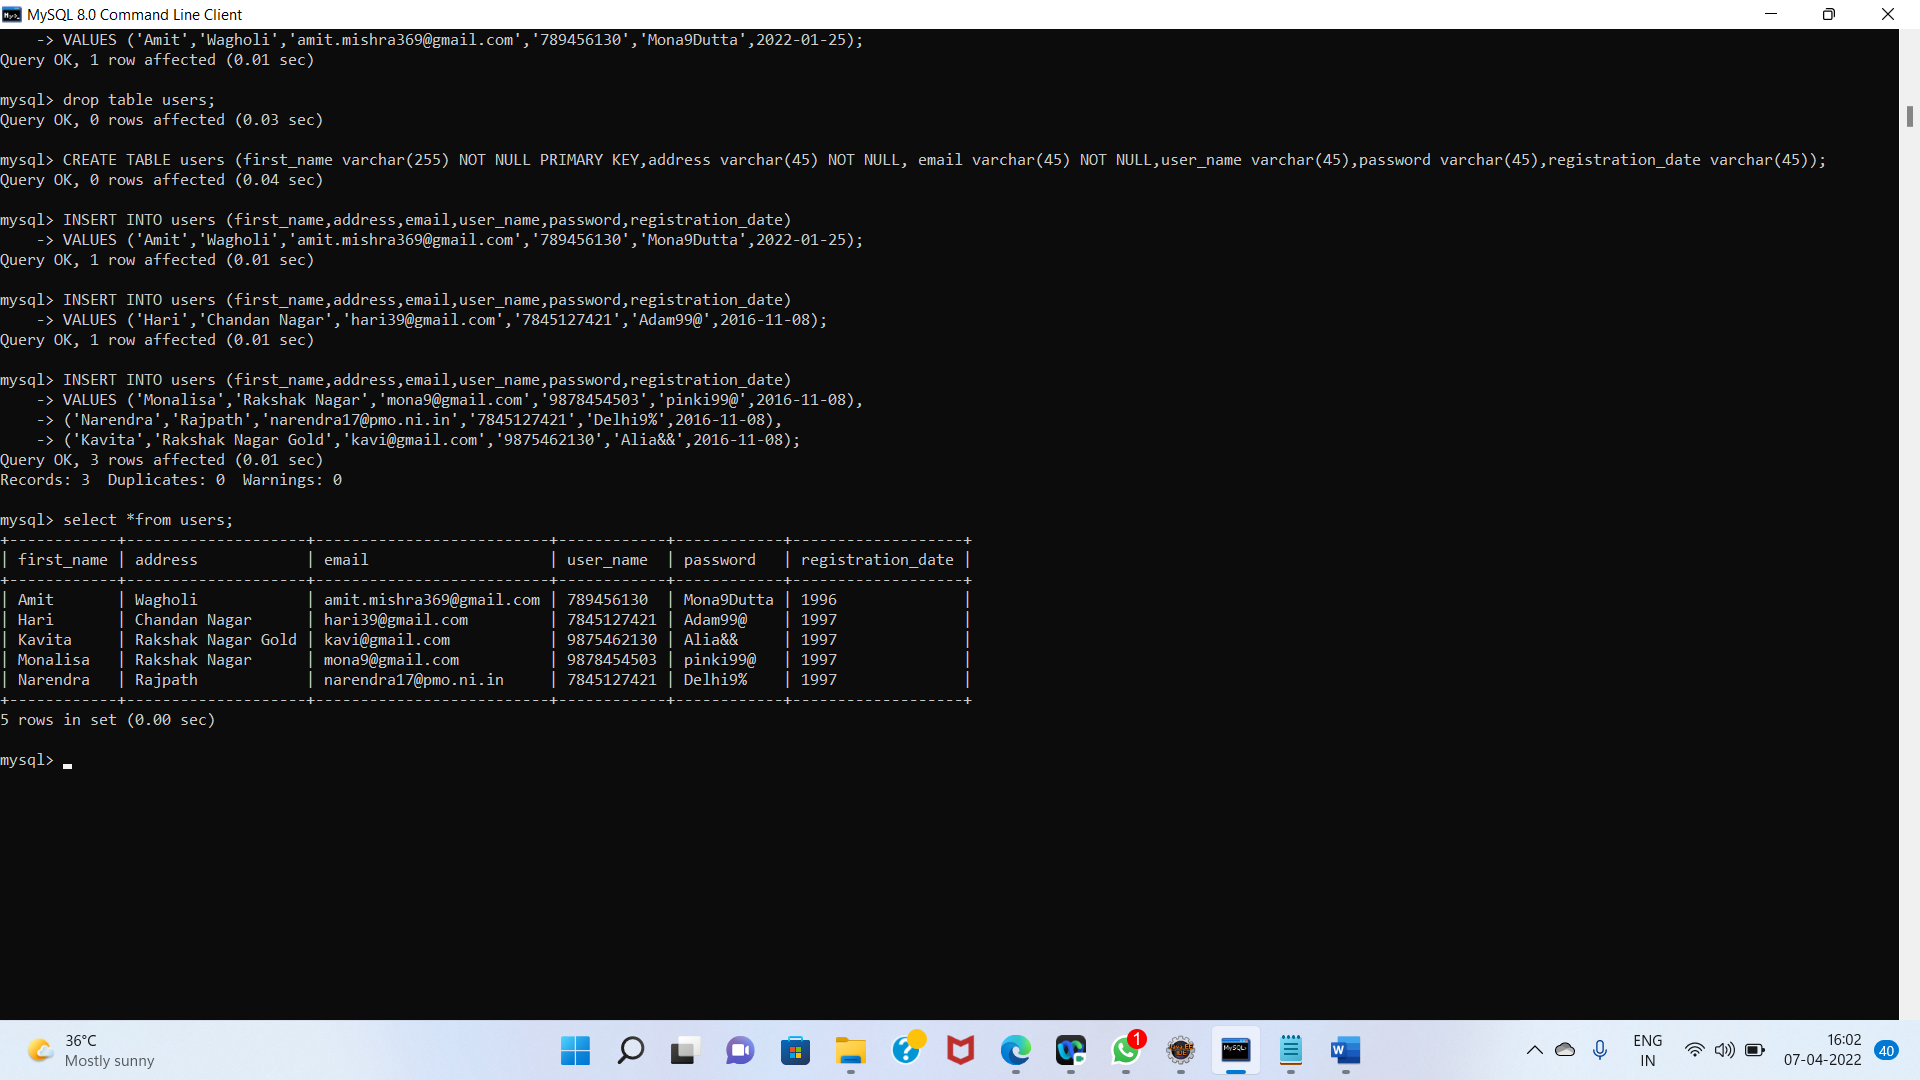 MySQL 8.0 Command Line Client
    -> VALUES ('Amit','Wagholi','amit.mishra369@gmail.com','789456130','Mona9Dutta',2022-01-25);
Query OK, 1 row affected (0.01 sec)
mysql> drop table users;
Query OK, 0 rows affected (0.03 sec)
mysql> CREATE TABLE users (first_name varchar(255) NOT NULL PRIMARY KEY,address varchar(45) NOT NULL, email varchar(45) NOT NULL,user_name varchar(45),password varchar(45),registration_date varchar(45));
Query OK, 0 rows affected (0.04 sec)
mysql> INSERT INTO users (first_name,address,email,user_name,password,registration_date)
    -> VALUES ('Amit','Wagholi','amit.mishra369@gmail.com','789456130','Mona9Dutta',2022-01-25);
Query OK, 1 row affected (0.01 sec)
mysql> INSERT INTO users (first_name,address,email,user_name,password,registration_date)
    -> VALUES ('Hari','Chandan Nagar','hari39@gmail.com','7845127421','Adam99@',2016-11-08);
Query OK, 1 row affected (0.01 sec)
mysql> INSERT INTO users (first_name,address,email,user_name,password,registration_date)
    -> VALUES ('Monalisa','Rakshak Nagar','mona9@gmail.com','9878454503','pinki99@',2016-11-08),
    -> ('Narendra','Rajpath','narendra17@pmo.ni.in','7845127421','Delhi9%',2016-11-08),
    -> ('Kavita','Rakshak Nagar Gold','kavi@gmail.com','9875462130','Alia&&',2016-11-08);
Query OK, 3 rows affected (0.01 sec)
Records: 3  Duplicates: 0  Warnings: 0
mysql> select *from users;
+------------+--------------------+--------------------------+------------+------------+-------------------+
| first_name | address            | email                    | user_name  | password   | registration_date |
+------------+--------------------+--------------------------+------------+------------+-------------------+
| Amit       | Wagholi            | amit.mishra369@gmail.com | 789456130  | Mona9Dutta | 1996              |
| Hari       | Chandan Nagar      | hari39@gmail.com         | 7845127421 | Adam99@    | 1997              |
| Kavita     | Rakshak Nagar Gold | kavi@gmail.com           | 9875462130 | Alia&&     | 1997              |
| Monalisa   | Rakshak Nagar      | mona9@gmail.com          | 9878454503 | pinki99@   | 1997              |
| Narendra   | Rajpath            | narendra17@pmo.ni.in     | 7845127421 | Delhi9%    | 1997              |
+------------+--------------------+--------------------------+------------+------------+-------------------+
5 rows in set (0.00 sec)
mysql>
36°C
Mostly sunny
1
MySQL
ENG
IN
16:02
07-04-2022
40